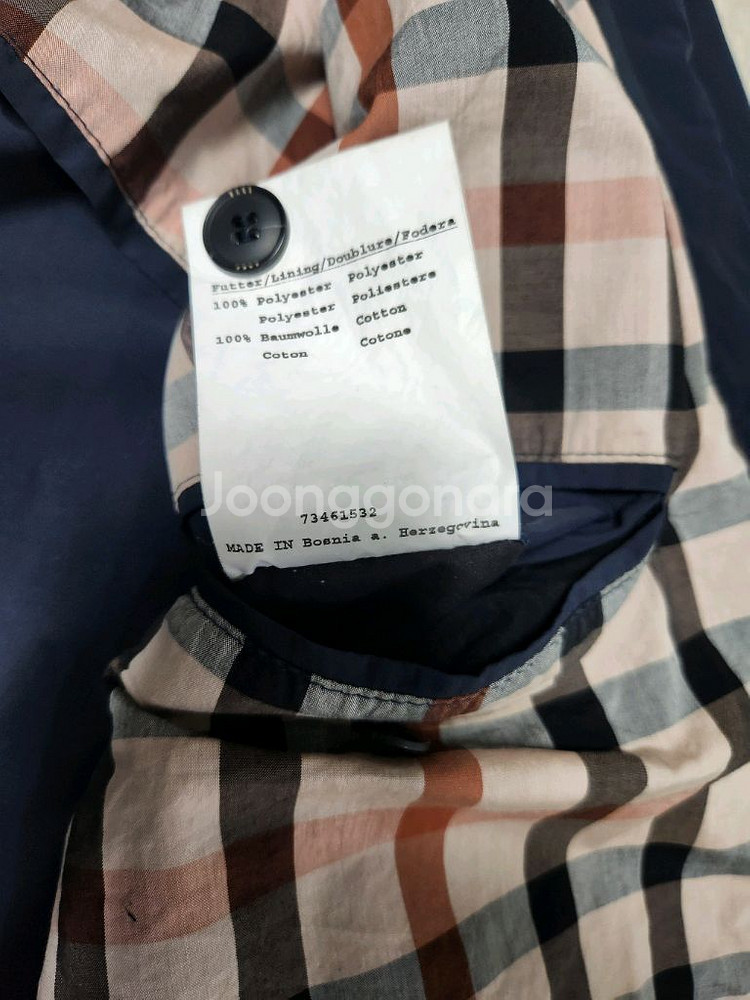 Futter/Lining/Doublure/Fodera
100% Polyester Polyester
Polyester Poliestere
100% Baumwolle Cotton
Coton Cotone
Joonggonara
73461532
MADE IN Bosnia a. Herzegovina